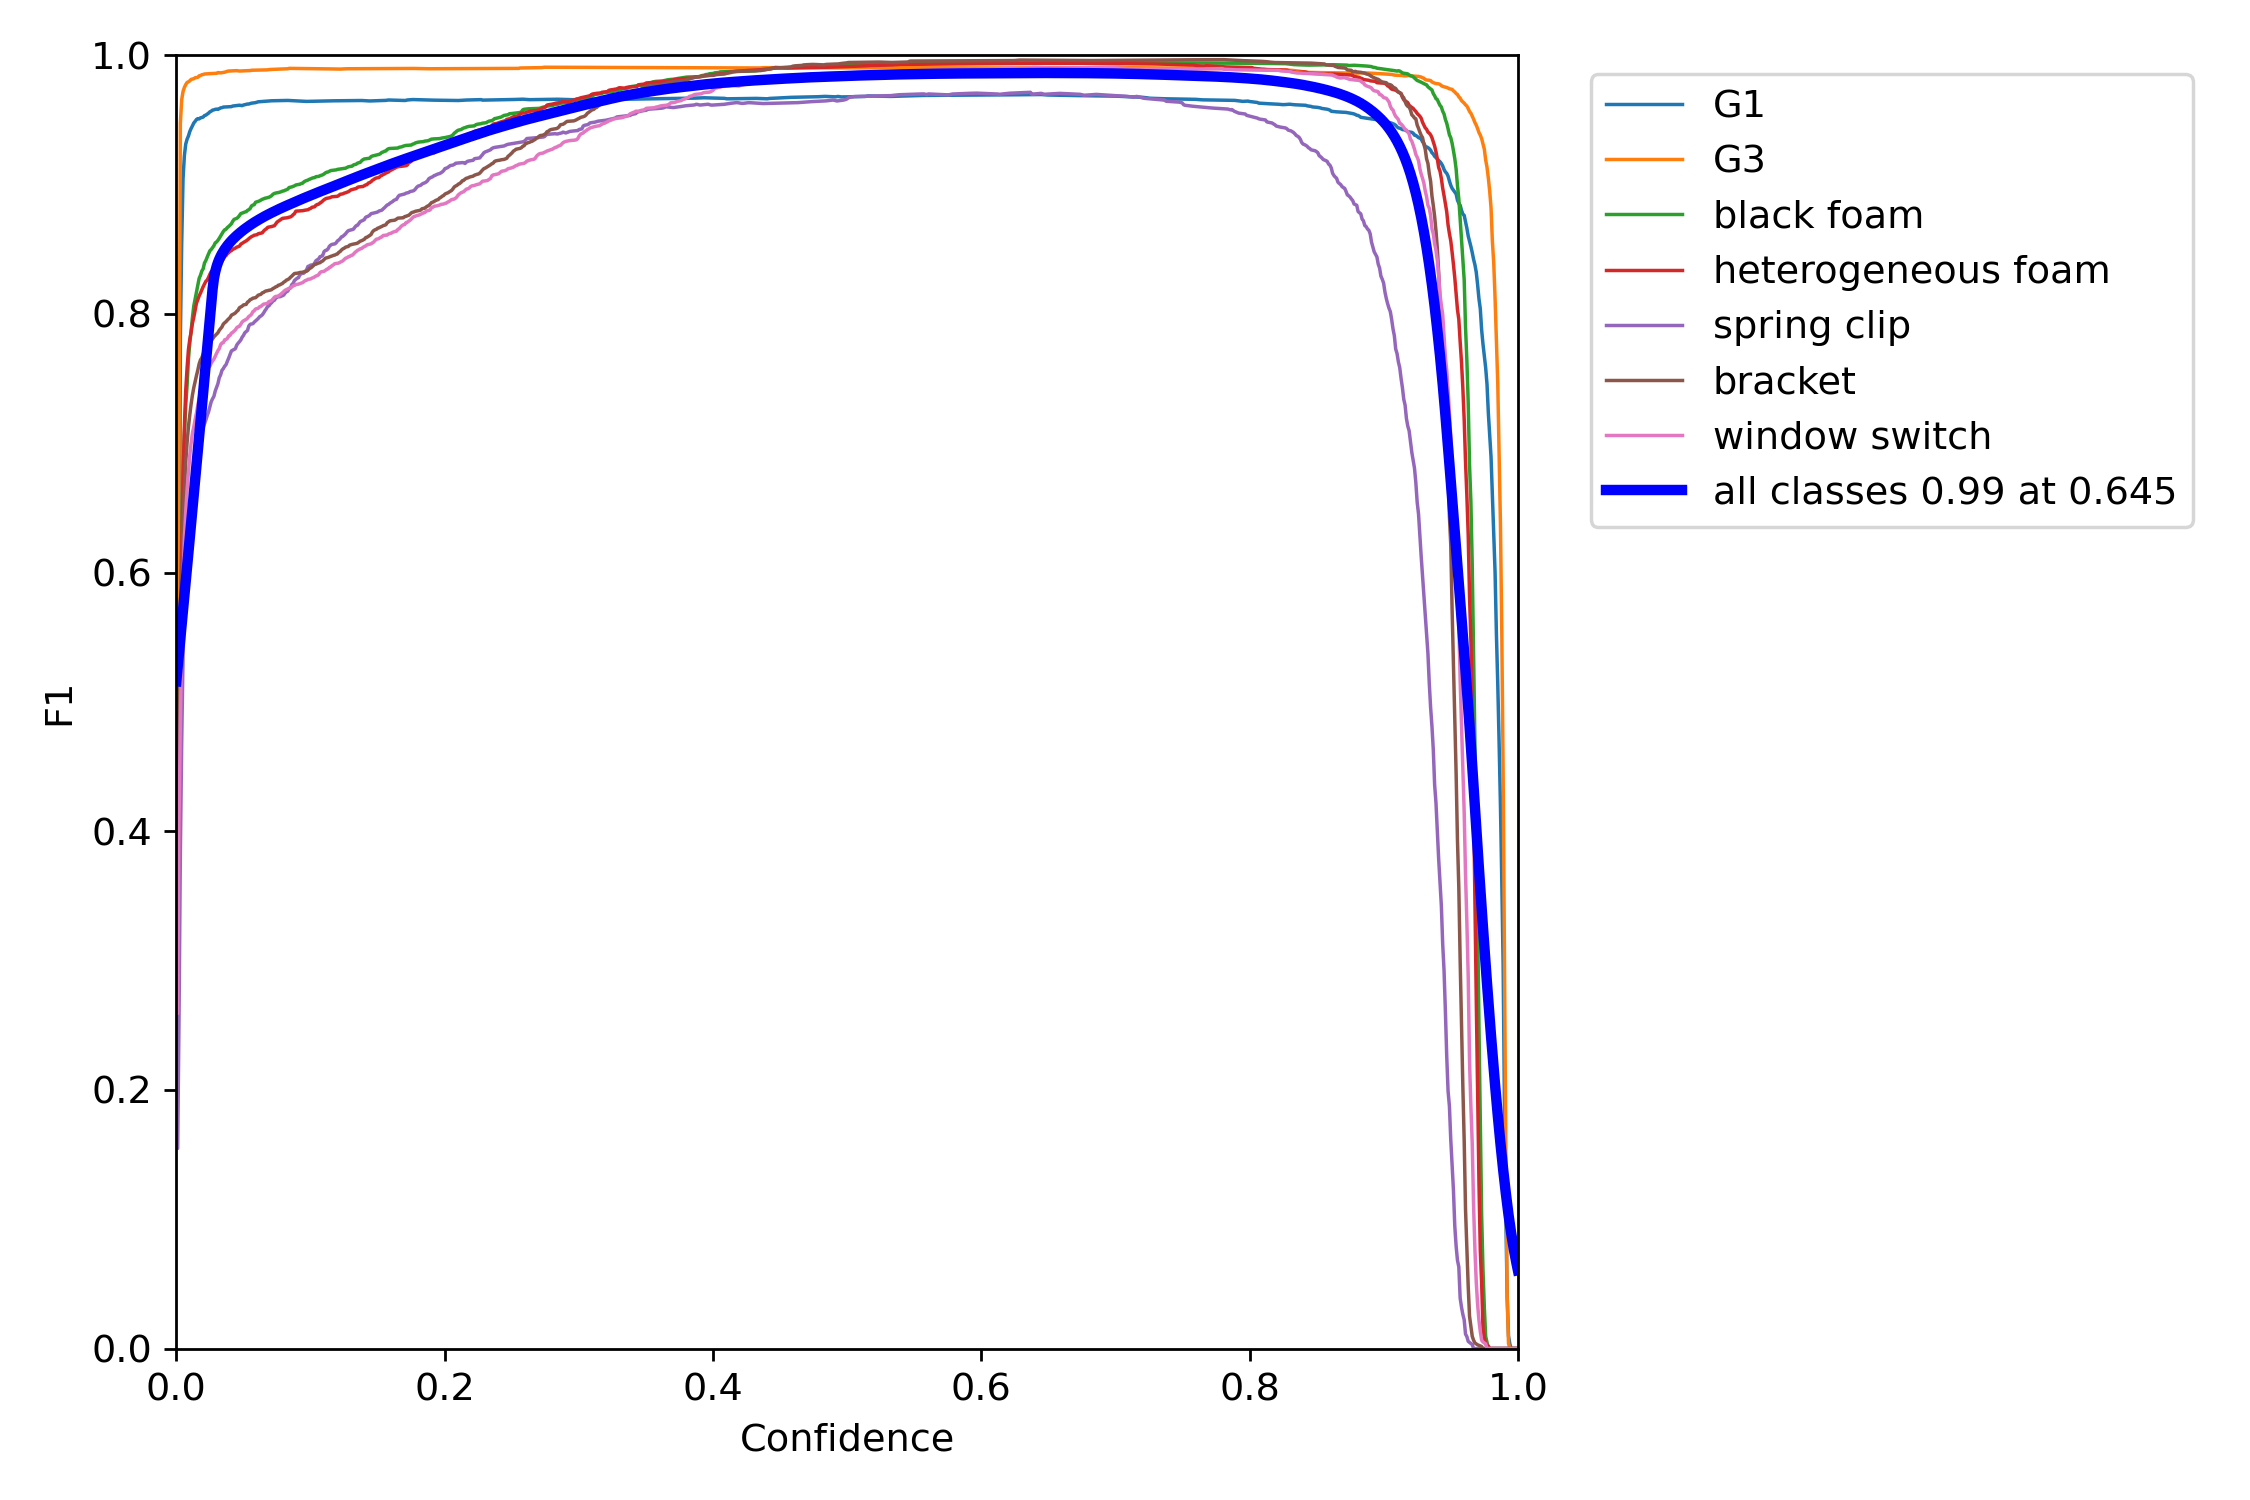 1.0
0.8
0.6
0.4
0.2
0.0
F1
0.0 0.2 0.4 0.6 0.8 1.0
Confidence
G1
G3
black foam
heterogeneous foam
spring clip
bracket
window switch
all classes 0.99 at 0.645